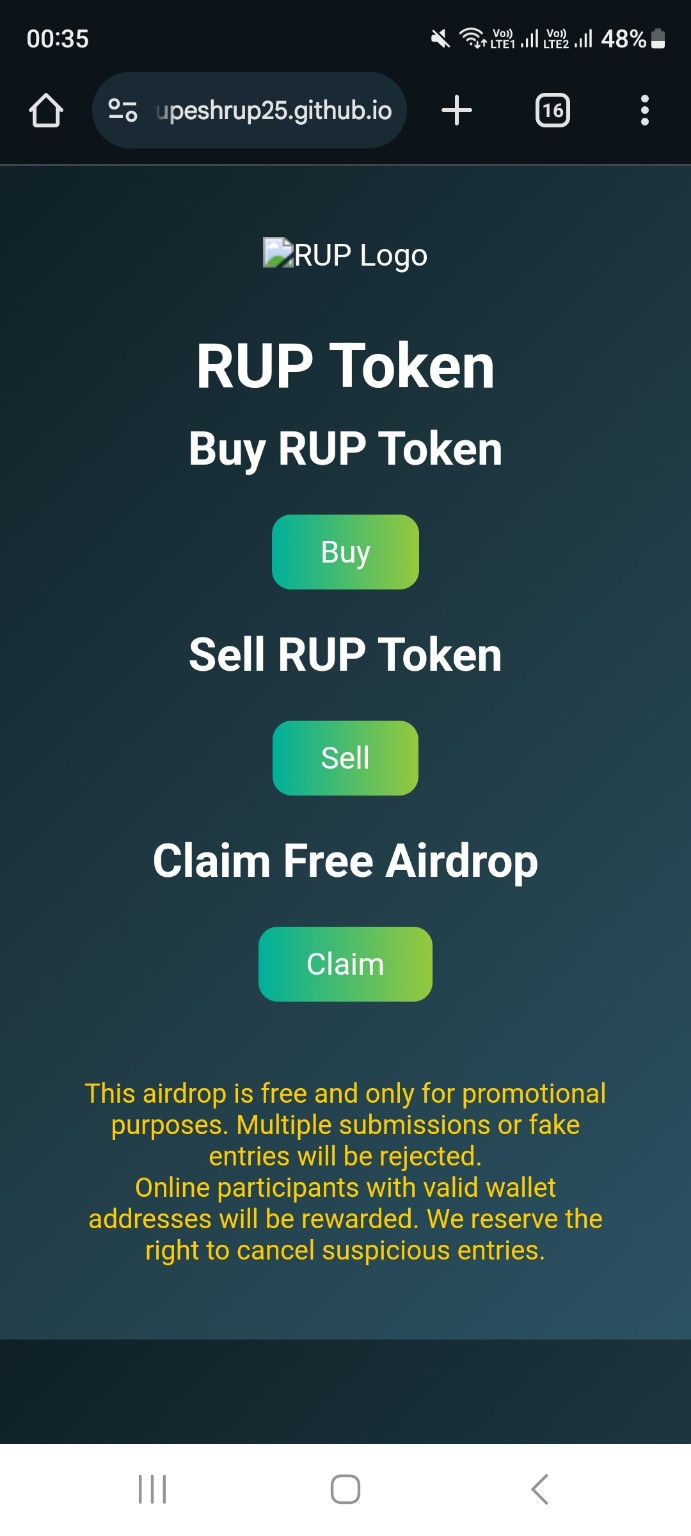 00:35
Vo)) LTE1 Vo)) LTE2 48%
upeshrup25.github.io
16
RUP Logo
RUP Token
Buy RUP Token
Buy
Sell RUP Token
Sell
Claim Free Airdrop
Claim
This airdrop is free and only for promotional
purposes. Multiple submissions or fake
entries will be rejected.
Online participants with valid wallet
addresses will be rewarded. We reserve the
right to cancel suspicious entries.